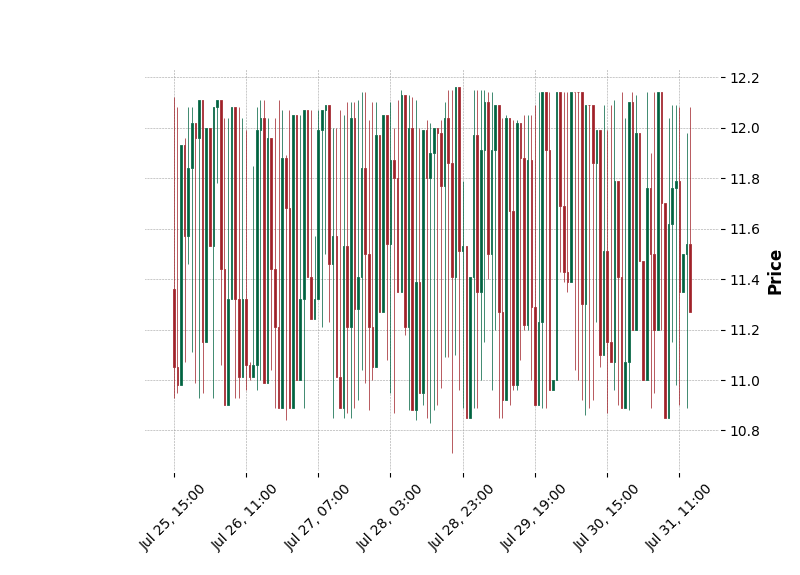 12.2
12.0
11.8
11.6
11.4
11.2
11.0
10.8
Price
Jul 25, 15:00
Jul 26, 11:00
Jul 27, 07:00
Jul 28, 03:00
Jul 28, 23:00
Jul 29, 19:00
Jul 30, 15:00
Jul 31, 11:00